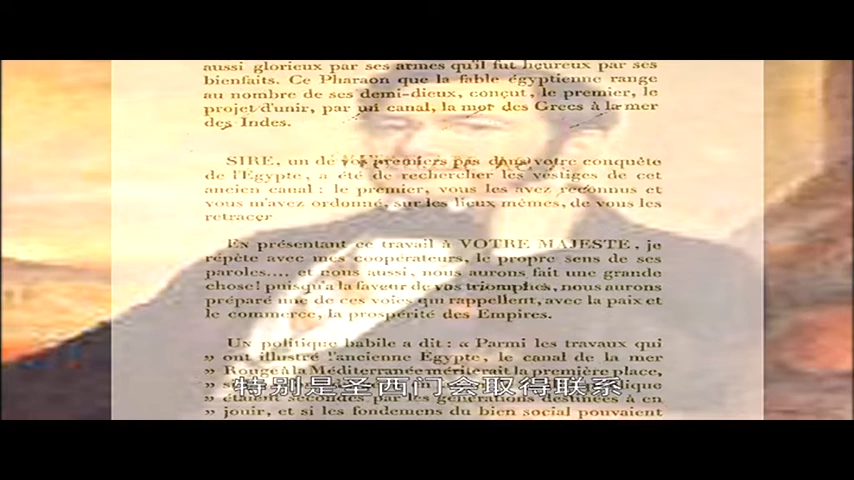 aussi glorieux par ses armes qu'il fut heureux par ses
bienfaits. Ce Pharaon que la fable égyptienne range
au nombre de ses demi-dieux, conçut, le premier, le
projet d'unir, par un canal, la mer des Grecs à la mer
des Indes.
SIRE, un de vos premiers pas dans votre conquête
de l'Egypte, a été de rechercher les vestiges de cet
ancien canal : le premier, vous les avez reconnus et
vous m'avez ordonné, sur les lieux mêmes, de vous les
retracer
En présentant ce travail à VOTRE MAJESTE, je
répète avec mes coopérateurs, le propre sens de ses
paroles.... et nous aussi, nous aurons fait une grande
chose! puisqu'à la faveur de vos triomphes, nous aurons
préparé une de ces voies qui rappellent, avec la paix et
le commerce, la prospérité des Empires.
Un politique habile a dit : « Parmi les travaux qui
» ont illustré l'ancienne Egypte, le canal de la mer
» Rouge à la Méditerranée mériterait la première place,
特别是圣西门会取得联系
» étaient secondés par les générations destinées à en
» jouir, et si les fondemens du bien social pouvaient